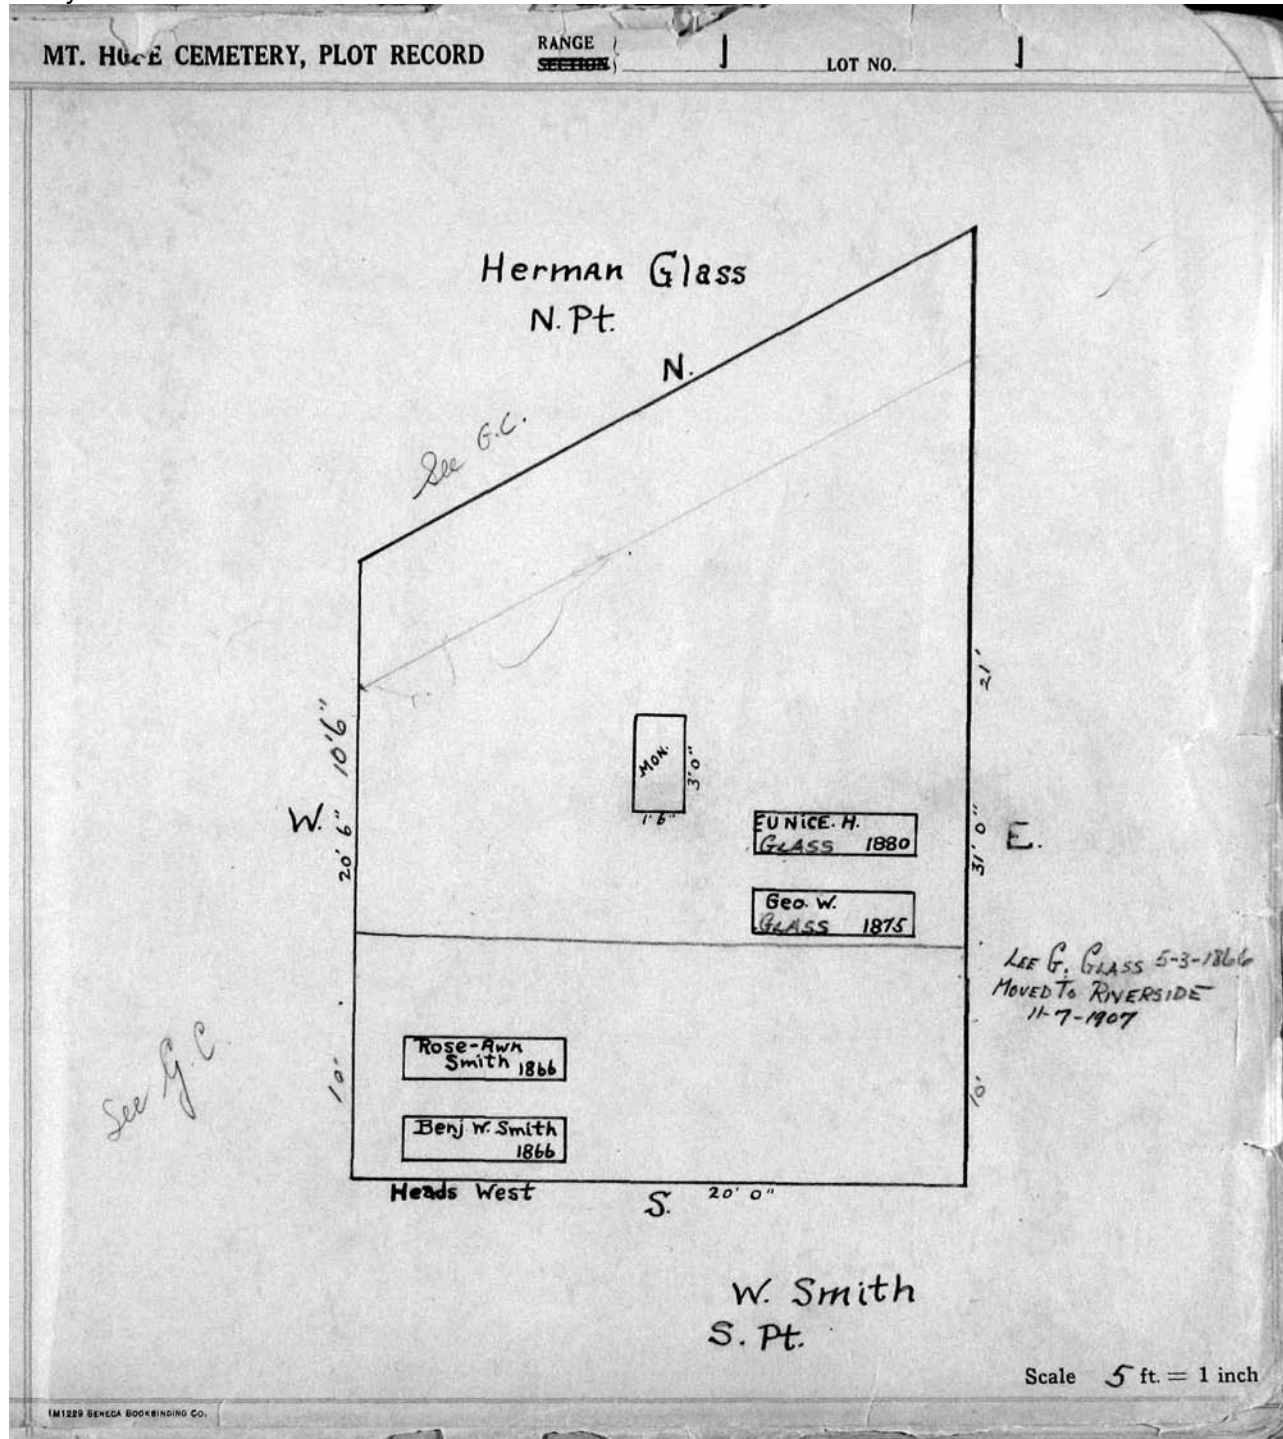 MT. HOPE CEMETERY, PLOT RECORD
RANGE
SECTION
1
LOT NO.
1
Herman Glass
N. Pt.
N.
See G.C.
21'
10'6"
MON.
3'0"
1'6"
W.
20' 6"
EUNICE. H.
GLASS 1880
31' 0"
E.
Geo. W.
GLASS 1875
LEE G. GLASS 5-3-1866
MOVED TO RIVERSIDE
11-7-1907
Rose-Awn
Smith 1866
10'
10'
See G.C.
Benj. W. Smith
1866
Heads West
S.
20' 0"
W. Smith
S. Pt.
Scale 5 ft. = 1 inch
1M1229 SENECA BOOKBINDING CO.